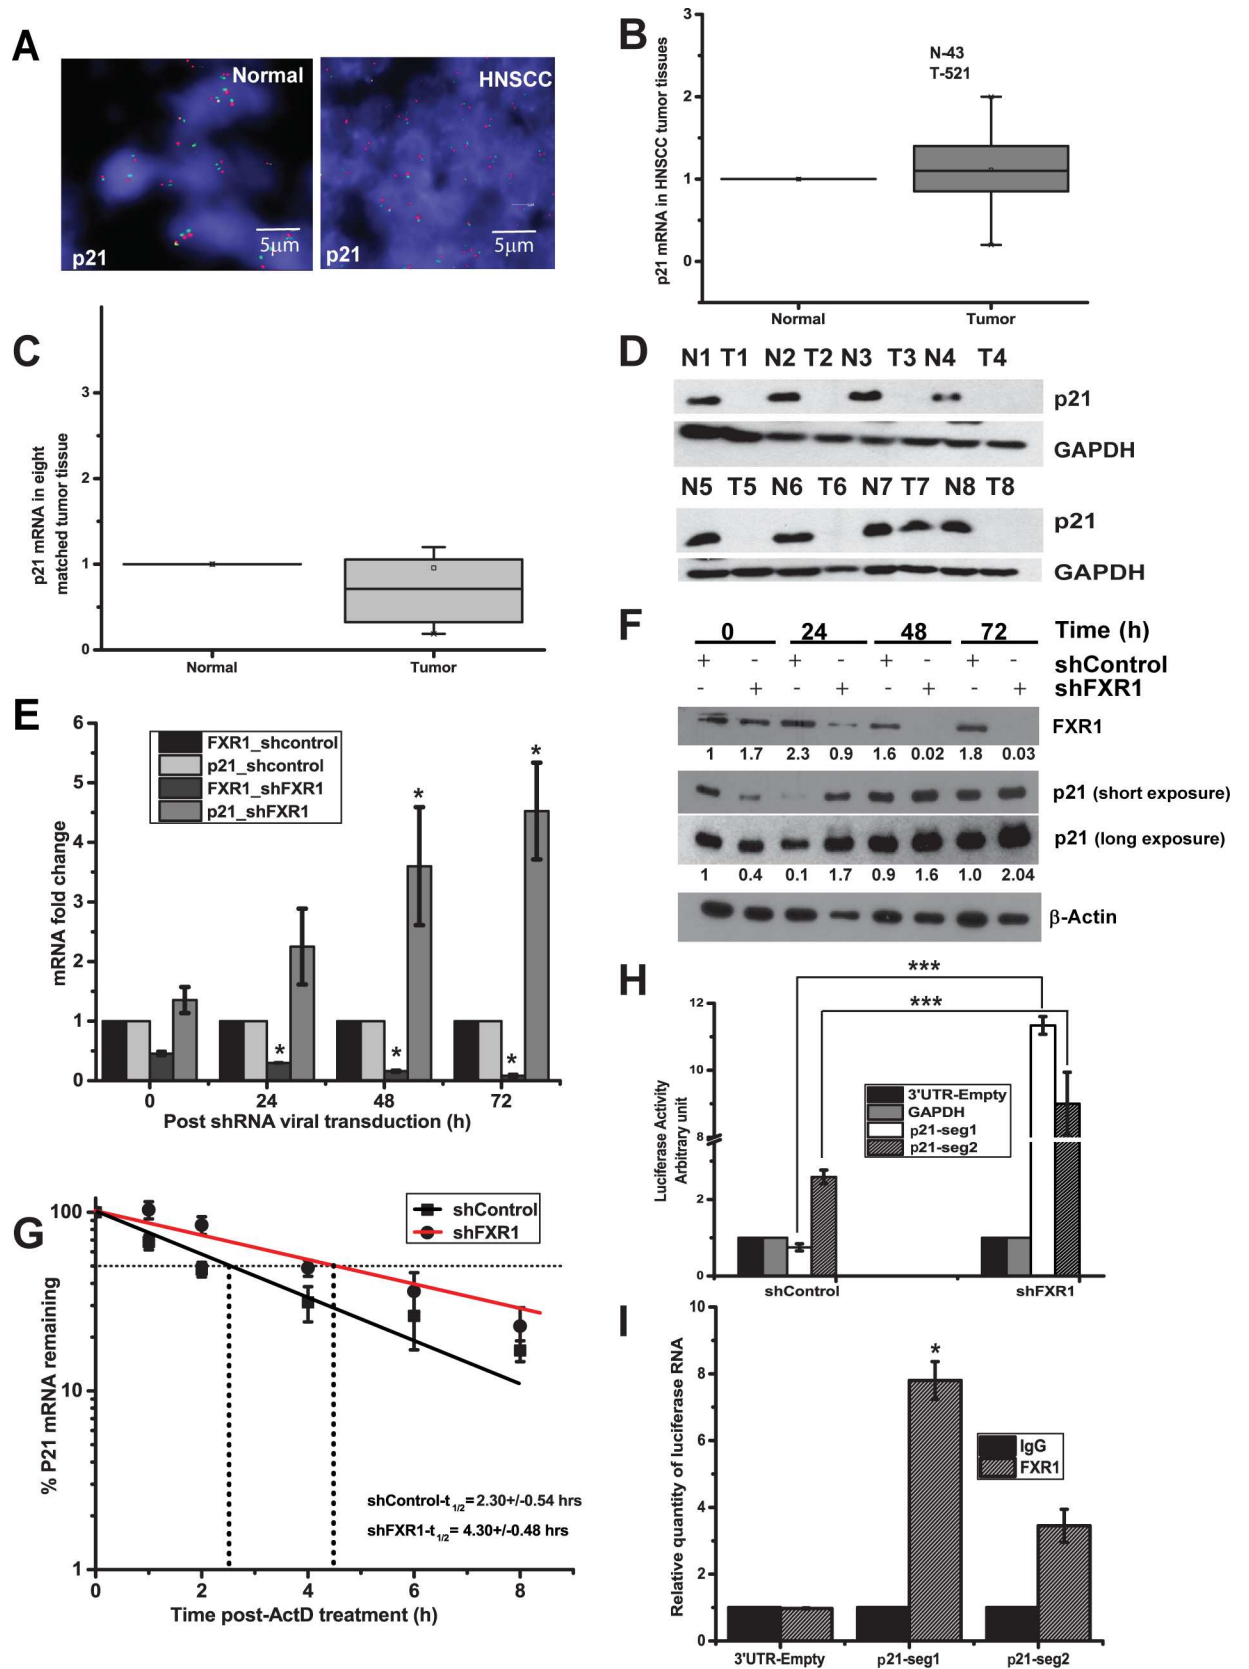 A
Normal
p21
5µm
HNSCC
p21
5µm
B
p21 mRNA in HNSCC tumor tissues
3
2
1
0
N-43
T-521
Normal
Tumor
C
p21 mRNA in eight
matched tumor tissue
3
2
1
0
Normal
Tumor
D
N1 T1 N2 T2 N3 T3 N4 T4
p21
GAPDH
N5 T5 N6 T6 N7 T7 N8 T8
p21
GAPDH
E
mRNA fold change
6
5
4
3
2
1
0
FXR1_shcontrol
p21_shcontrol
FXR1_shFXR1
p21_shFXR1
* * * * *
0 24 48 72
Post shRNA viral transduction (h)
F
0 24 48 72 Time (h)
+ - + - + - + - shControl
- + - + - + - + shFXR1
FXR1
1 1.7 2.3 0.9 1.6 0.02 1.8 0.03
p21 (short exposure)
p21 (long exposure)
1 0.4 0.1 1.7 0.9 1.6 1.0 2.04
β-Actin
G
% P21 mRNA remaining
100
10
1
shControl
shFXR1
shControl-t1/2= 2.30+/-0.54 hrs
shFXR1-t1/2= 4.30+/-0.48 hrs
0 2 4 6 8
Time post-ActD treatment (h)
H
Luciferase Activity
Arbitrary unit
12
10
8
2
0
***
***
3'UTR-Empty
GAPDH
p21-seg1
p21-seg2
shControl
shFXR1
I
Relative quantity of luciferase RNA
10
8
6
4
2
0
*
IgG
FXR1
3'UTR-Empty
p21-seg1
p21-seg2